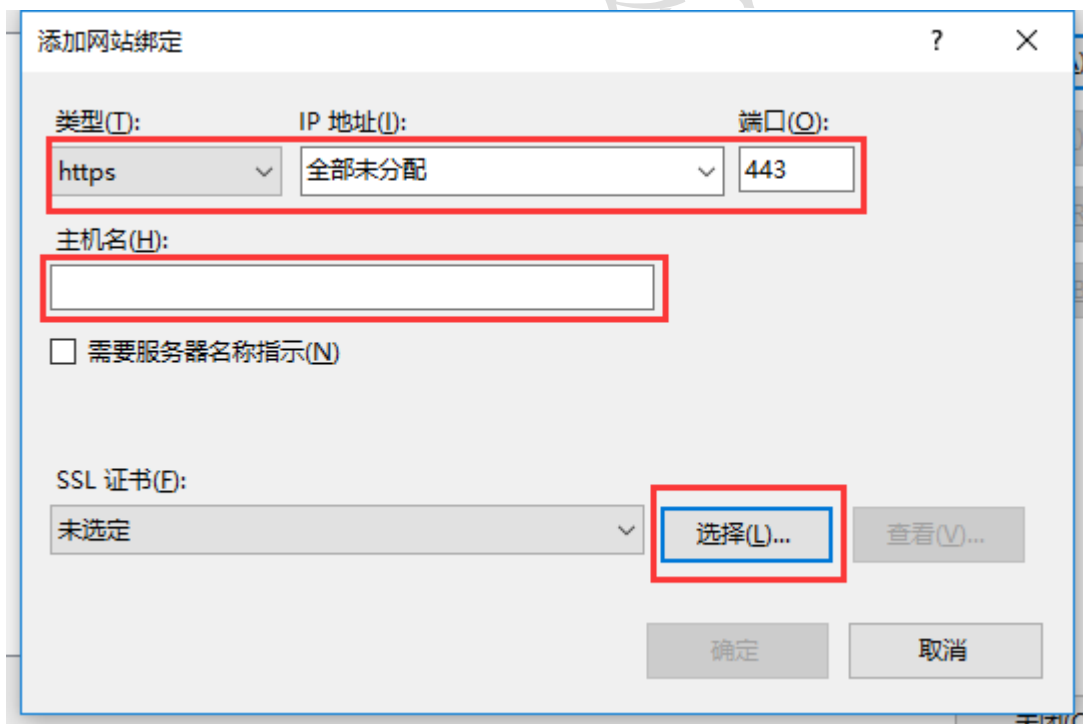 添加网站绑定 ?
类型(T): IP 地址(I): 端口(O):
https 全部未分配 443
主机名(H):
需要服务器名称指示(N)
SSL 证书(F):
未选定 选择(L)... 查看(V)...
确定 取消